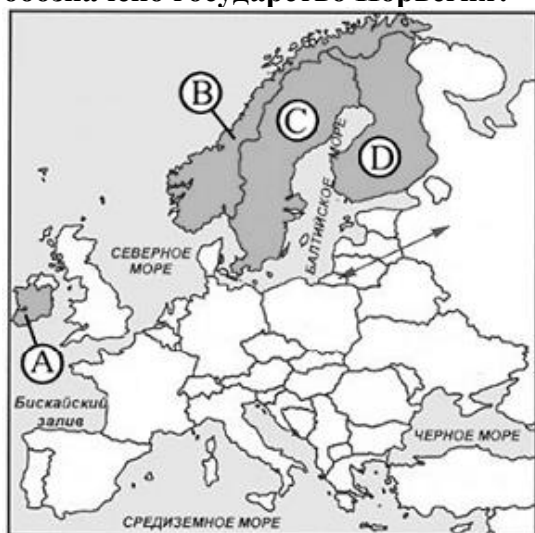 обозначено государство Норвегия?
B
C
D
БАЛТИЙСКОЕ МОРЕ
СЕВЕРНОЕ
МОРЕ
A
Бискайский
залив
ЧЕРНОЕ МОРЕ
СРЕДИЗЕМНОЕ МОРЕ